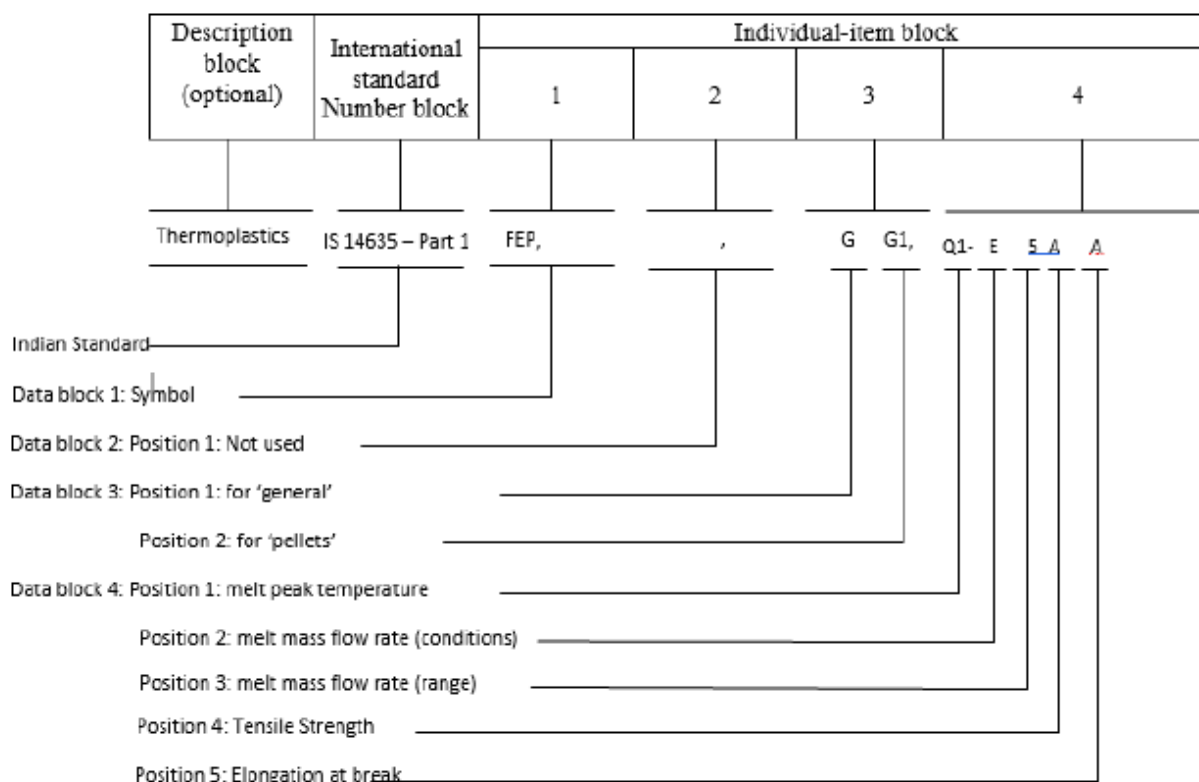 Description
block
(optional)
International
standard
Number block
Individual-item block
1 2 3 4
Thermoplastics IS 14635 – Part 1 FEP, , G G1, Q1- E 5 A A
Indian Standard
Data block 1: Symbol
Data block 2: Position 1: Not used
Data block 3: Position 1: for ‘general’
Position 2: for ‘pellets’
Data block 4: Position 1: melt peak temperature
Position 2: melt mass flow rate (conditions)
Position 3: melt mass flow rate (range)
Position 4: Tensile Strength
Position 5: Elongation at break